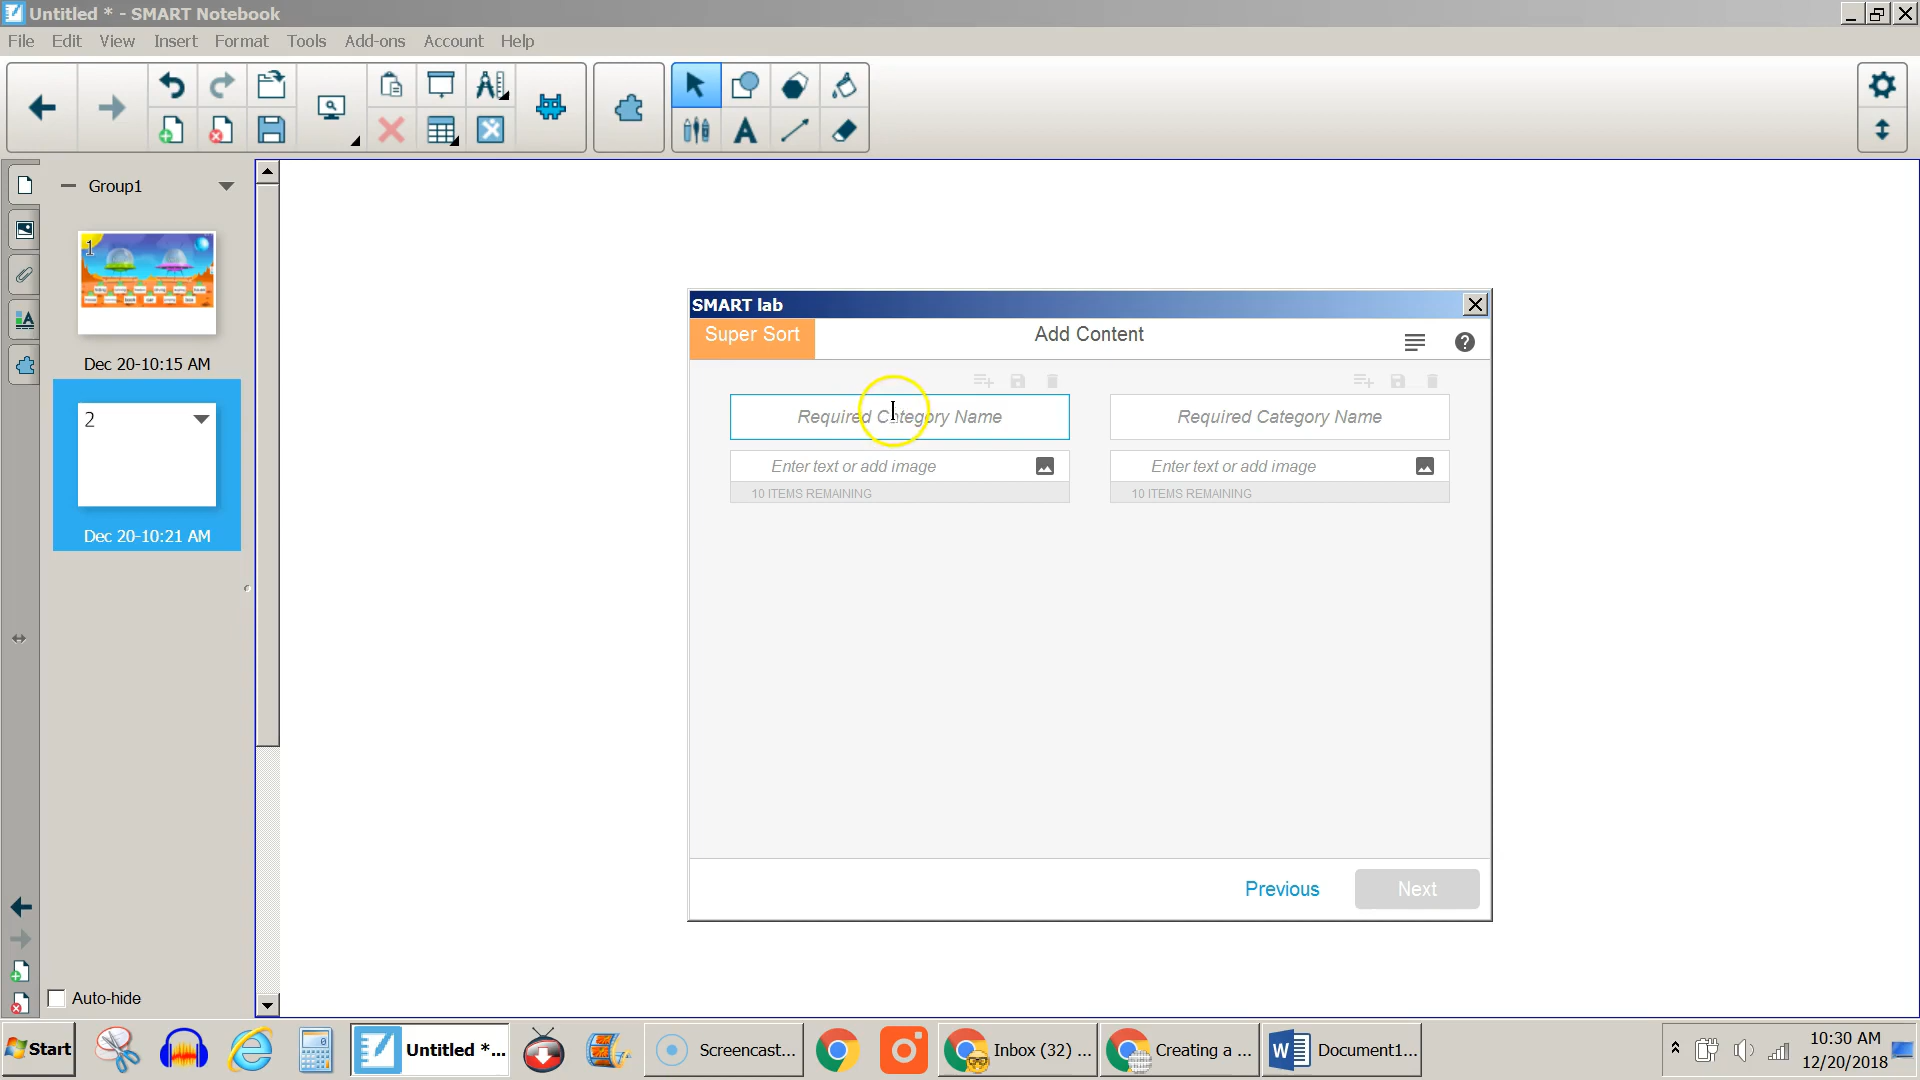 Untitled * - SMART Notebook
File Edit View Insert Format Tools Add-ons Account Help
Group1
1
Dec 20-10:15 AM
2
Dec 20-10:21 AM
Auto-hide
SMART lab
Super Sort
Add Content
Required Category Name
Required Category Name
Enter text or add image
Enter text or add image
10 ITEMS REMAINING
10 ITEMS REMAINING
Previous
Next
Start
Untitled *...
Screencast...
Inbox (32) ...
Creating a ...
Document1...
10:30 AM
12/20/2018